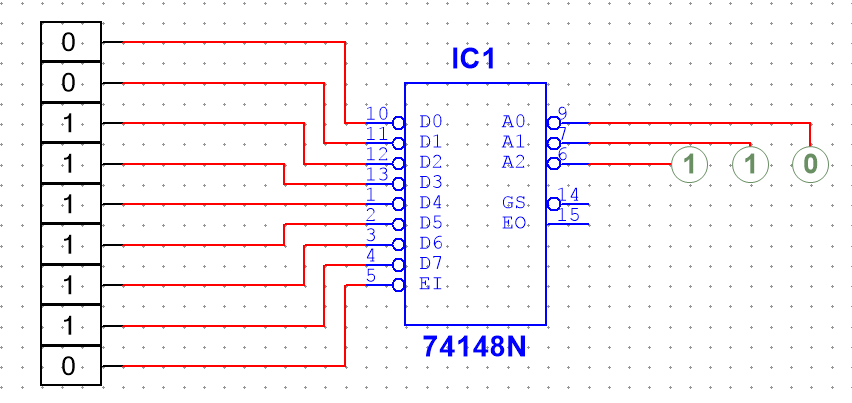 0
0
1
1
1
1
1
1
0
IC1
10 D0 A0 9
11 D1 A1 7
12 D2 A2 6
13 D3
1 D4 GS 14
2 D5 EO 15
3 D6
4 D7
5 EI
1 1 0
74148N